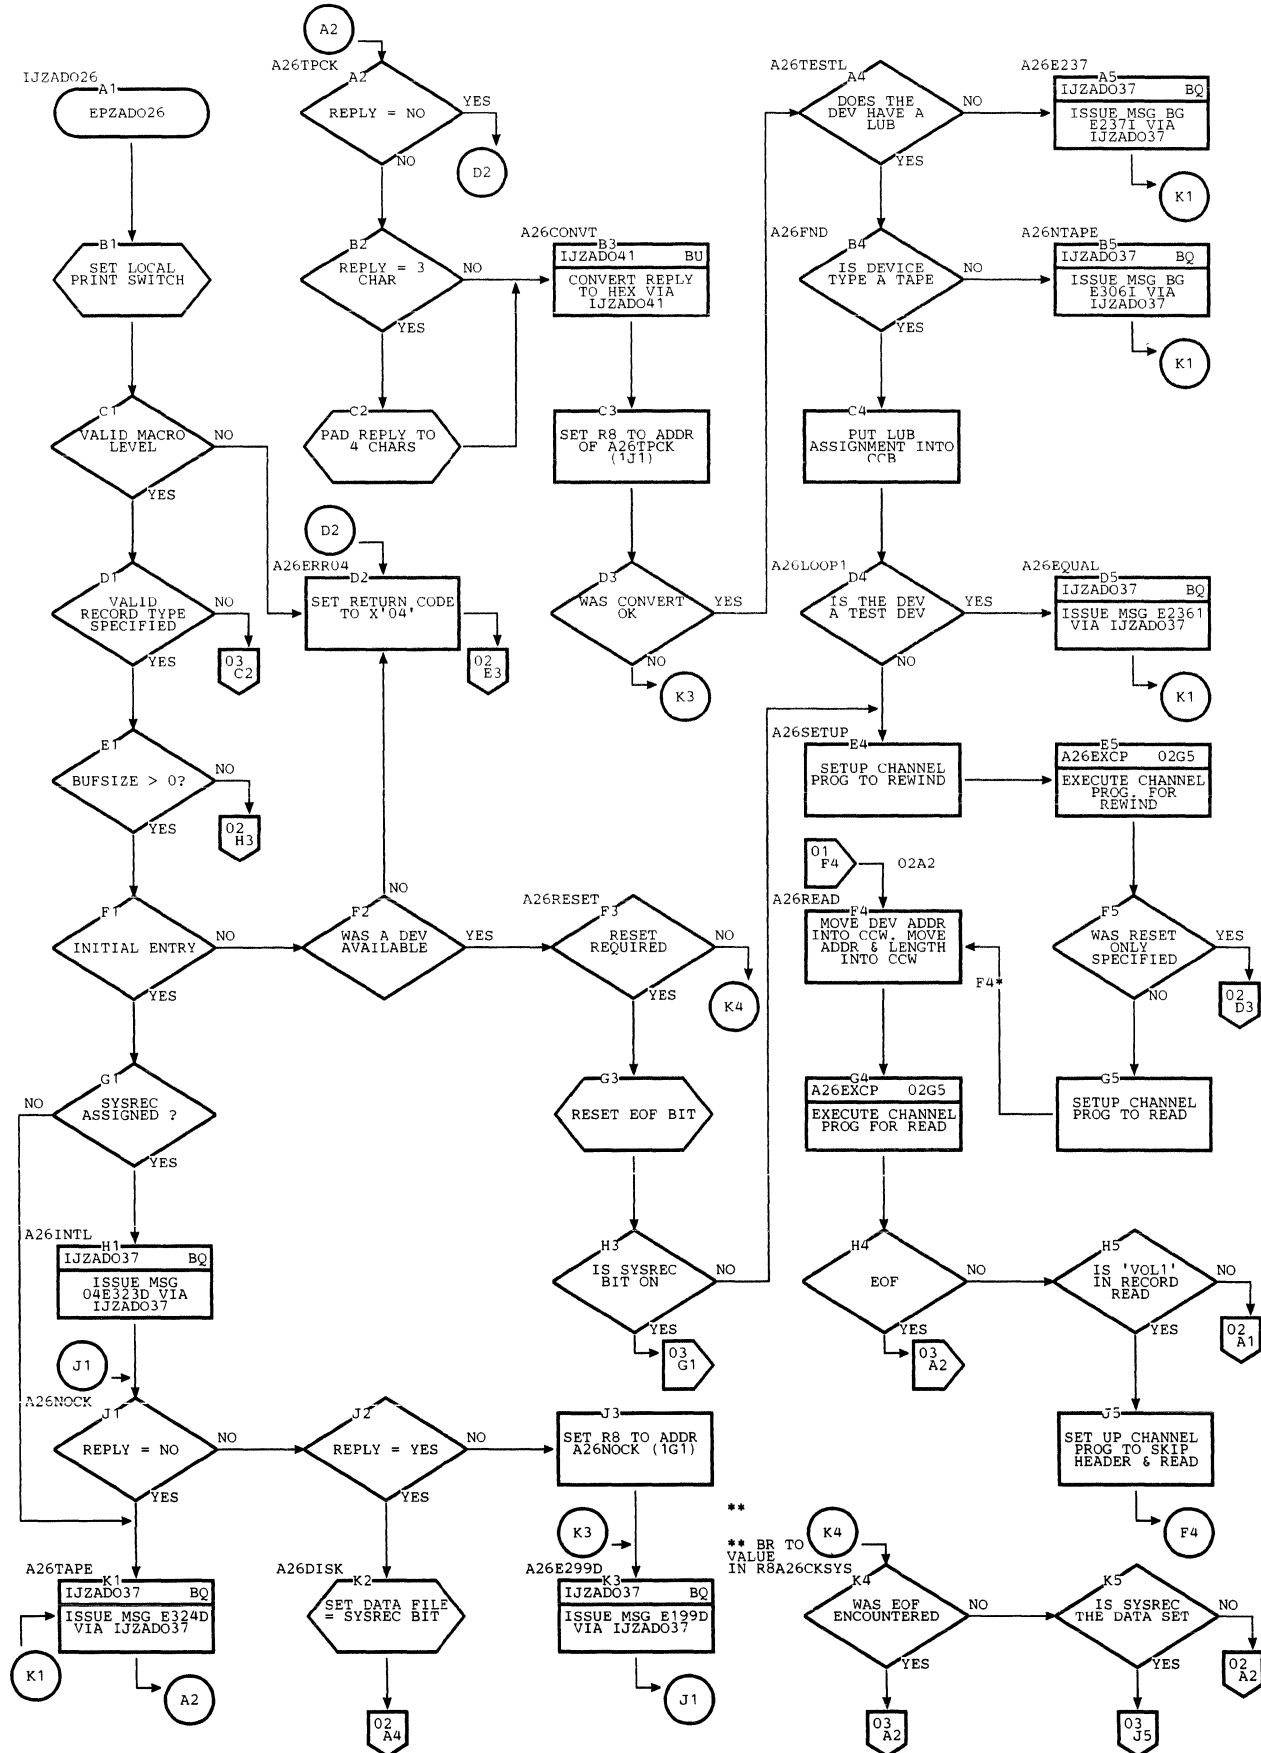 IJZADO26
A1
EPZADO26
B1
SET LOCAL
PRINT SWITCH
C1
VALID MACRO
LEVEL
NO
YES
D1
VALID
RECORD TYPE
SPECIFIED
NO
YES
03
C2
E1
BUFSIZE > 0?
NO
YES
02
H3
F1
INITIAL ENTRY
NO
YES
G1
SYSREC
ASSIGNED ?
NO
YES
A26INTL
H1
IJZADO37 BQ
ISSUE MSG
04E323D VIA
IJZADO37
J1
A26NOCK
J1
REPLY = NO
NO
YES
A26TAPE
K1
IJZADO37 BQ
ISSUE MSG E324D
VIA IJZADO37
K1
A2
A2
A26TPCK
A2
REPLY = NO
YES
NO
D2
B2
REPLY = 3
CHAR
NO
YES
C2
PAD REPLY TO
4 CHARS
D2
A26ERR04
D2
SET RETURN CODE
TO X'04'
02
E3
NO
F2
WAS A DEV
AVAILABLE
YES
J2
REPLY = YES
NO
YES
A26DISK
K2
SET DATA FILE
= SYSREC BIT
02
A4
A26CONVT
B3
IJZADO41 BU
CONVERT REPLY
TO HEX VIA
IJZADO41
C3
SET R8 TO ADDR
OF A26TPCK
(1J1)
D3
WAS CONVERT
OK
YES
NO
K3
A26RESET
F3
RESET
REQUIRED
NO
YES
K4
G3
RESET EOF BIT
H3
IS SYSREC
BIT ON
NO
YES
03
G1
J3
SET R8 TO ADDR
A26NOCK (1G1)
K3
A26E299D
K3
IJZADO37 BQ
ISSUE MSG E199D
VIA IJZADO37
J1
A26TESTL
A4
DOES THE
DEV HAVE A
LUB
NO
YES
A26FND
B4
IS DEVICE
TYPE A TAPE
NO
YES
C4
PUT LUB
ASSIGNMENT INTO
CCB
A26LOOP1
D4
IS THE DEV
A TEST DEV
YES
NO
A26SETUP
E4
SETUP CHANNEL
PROG TO REWIND
01
F4
02A2
A26READ
F4
MOVE DEV ADDR
INTO CCW, MOVE
ADDR & LENGTH
INTO CCW
F4*
G4
A26EXCP 02G5
EXECUTE CHANNEL
PROG FOR READ
H4
EOF
NO
YES
03
A2
**
** BR TO
VALUE
IN R8
K4
A26CKSYS
K4
WAS EOF
ENCOUNTERED
NO
YES
03
A2
A26E237
A5
IJZADO37 BQ
ISSUE MSG BG
E237I VIA
IJZADO37
K1
A26NTAPE
B5
IJZADO37 BQ
ISSUE MSG BG
E306I VIA
IJZADO37
K1
A26EQUAL
D5
IJZADO37 BQ
ISSUE MSG E2361
VIA IJZADO37
K1
E5
A26EXCP 02G5
EXECUTE CHANNEL
PROG. FOR
REWIND
F5
WAS RESET
ONLY
SPECIFIED
YES
NO
02
D3
G5
SETUP CHANNEL
PROG TO READ
H5
IS 'VOL1'
IN RECORD
READ
NO
YES
02
A1
J5
SET UP CHANNEL
PROG TO SKIP
HEADER & READ
F4
K5
IS SYSREC
THE DATA SET
NO
YES
02
A2
03
J5